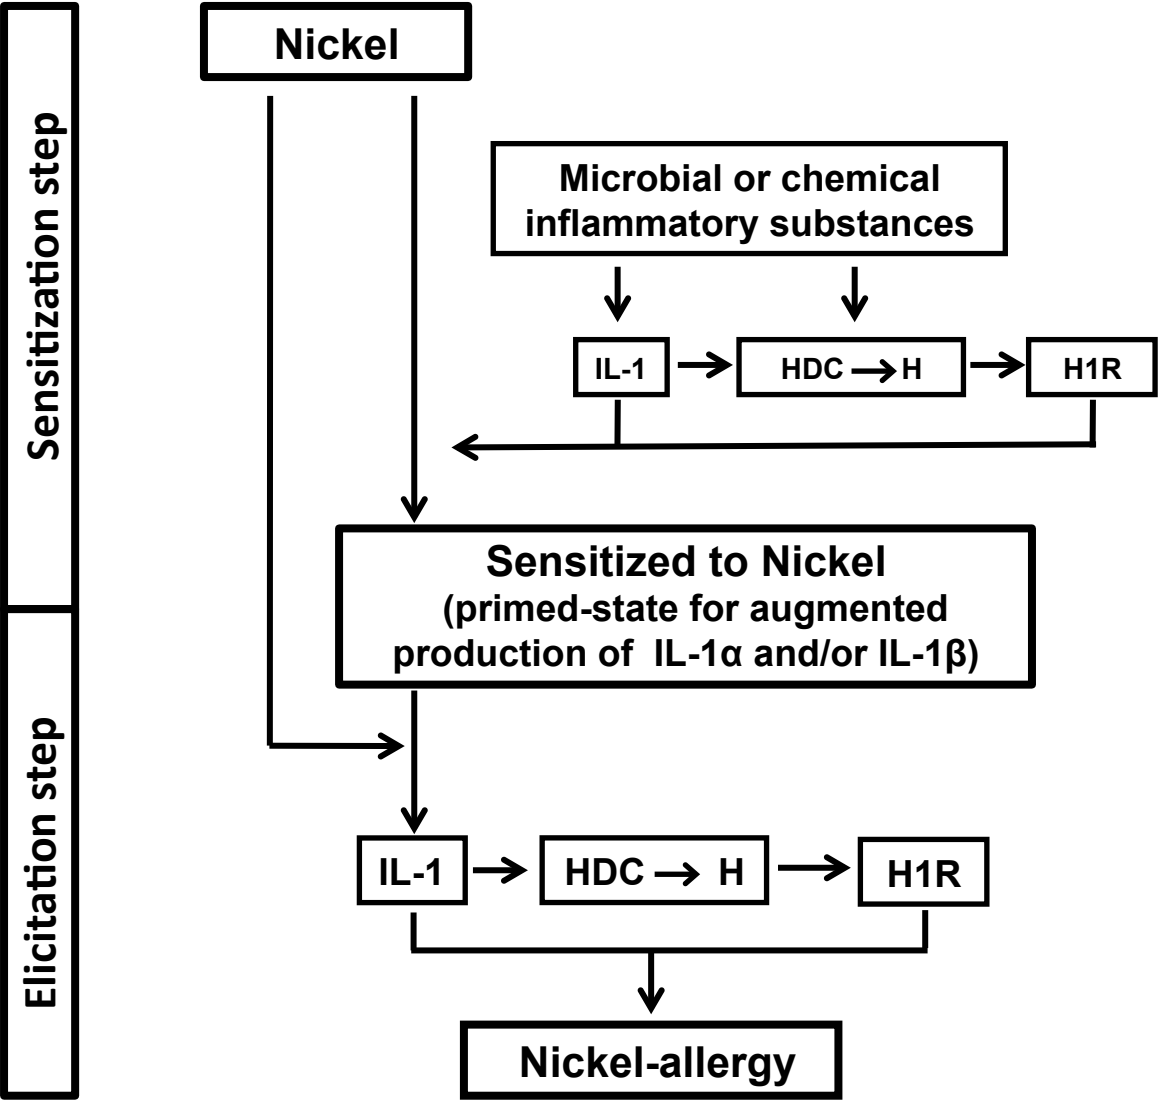 Sensitization step
Nickel
Microbial or chemical
inflammatory substances
IL-1
HDC → H
H1R
Sensitized to Nickel
(primed-state for augmented
production of IL-1α and/or IL-1β)
Elicitation step
IL-1
HDC → H
H1R
Nickel-allergy